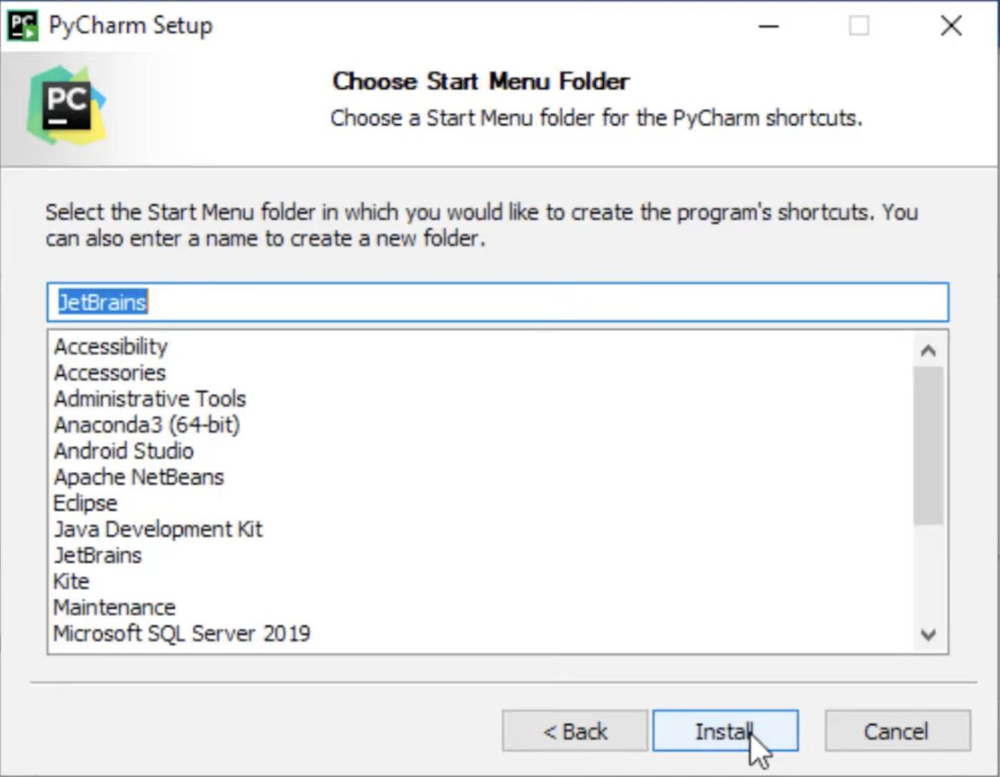 PC PyCharm Setup
PC
Choose Start Menu Folder
Choose a Start Menu folder for the PyCharm shortcuts.
Select the Start Menu folder in which you would like to create the program's shortcuts. You
can also enter a name to create a new folder.
JetBrains
Accessibility
Accessories
Administrative Tools
Anaconda3 (64-bit)
Android Studio
Apache NetBeans
Eclipse
Java Development Kit
JetBrains
Kite
Maintenance
Microsoft SQL Server 2019
< Back Install Cancel